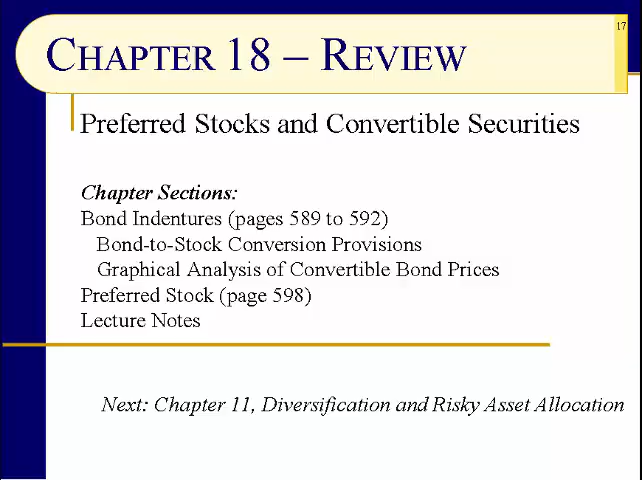 17
CHAPTER 18 – REVIEW
Preferred Stocks and Convertible Securities
Chapter Sections:
Bond Indentures (pages 589 to 592)
Bond-to-Stock Conversion Provisions
Graphical Analysis of Convertible Bond Prices
Preferred Stock (page 598)
Lecture Notes
Next: Chapter 11, Diversification and Risky Asset Allocation